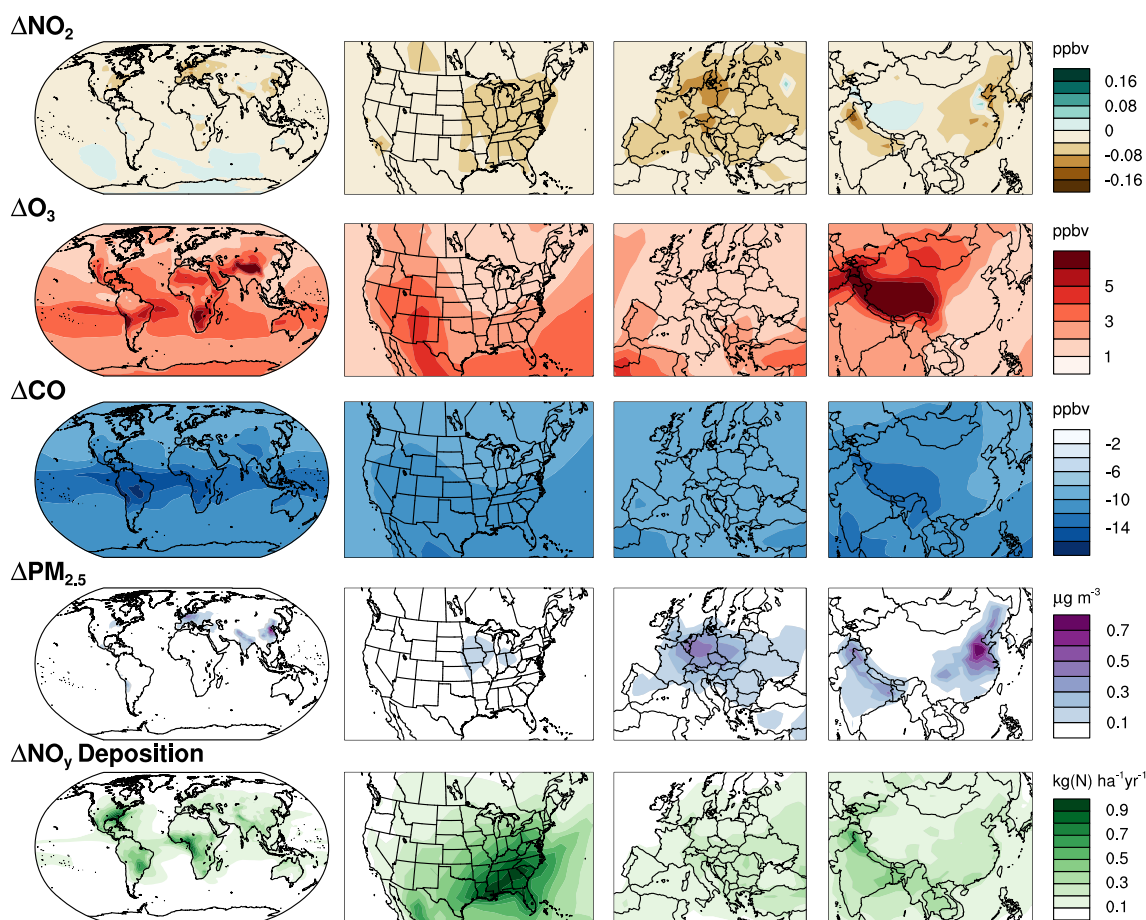 ΔNO₂
ppbv
0.16
0.08
0
-0.08
-0.16
ΔO₃
ppbv
5
3
1
ΔCO
ppbv
-2
-6
-10
-14
ΔPM₂.₅
μg m⁻³
0.7
0.5
0.3
0.1
ΔNOᵧ Deposition
kg(N) ha⁻¹yr⁻¹
0.9
0.7
0.5
0.3
0.1